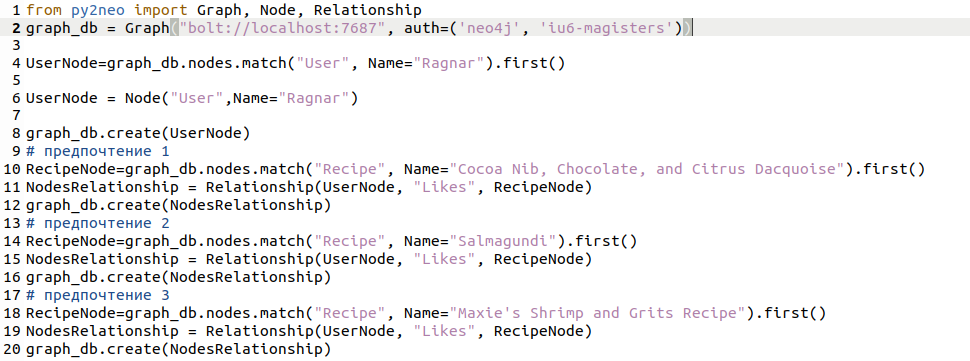 1 from py2neo import Graph, Node, Relationship
2 graph_db = Graph("bolt://localhost:7687", auth=('neo4j', 'iu6-magisters'))
3
4 UserNode=graph_db.nodes.match("User", Name="Ragnar").first()
5
6 UserNode = Node("User",Name="Ragnar")
7
8 graph_db.create(UserNode)
9 # предпочтение 1
10 RecipeNode=graph_db.nodes.match("Recipe", Name="Cocoa Nib, Chocolate, and Citrus Dacquoise").first()
11 NodesRelationship = Relationship(UserNode, "Likes", RecipeNode)
12 graph_db.create(NodesRelationship)
13 # предпочтение 2
14 RecipeNode=graph_db.nodes.match("Recipe", Name="Salmagundi").first()
15 NodesRelationship = Relationship(UserNode, "Likes", RecipeNode)
16 graph_db.create(NodesRelationship)
17 # предпочтение 3
18 RecipeNode=graph_db.nodes.match("Recipe", Name="Maxie's Shrimp and Grits Recipe").first()
19 NodesRelationship = Relationship(UserNode, "Likes", RecipeNode)
20 graph_db.create(NodesRelationship)